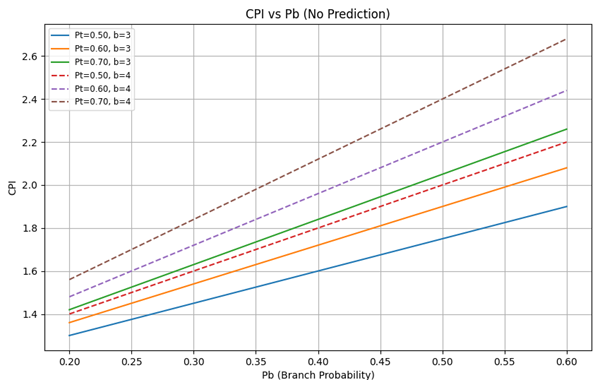 CPI vs Pb (No Prediction)
Pt=0.50, b=3
Pt=0.60, b=3
Pt=0.70, b=3
Pt=0.50, b=4
Pt=0.60, b=4
Pt=0.70, b=4
CPI
2.6
2.4
2.2
2.0
1.8
1.6
1.4
0.20 0.25 0.30 0.35 0.40 0.45 0.50 0.55 0.60
Pb (Branch Probability)